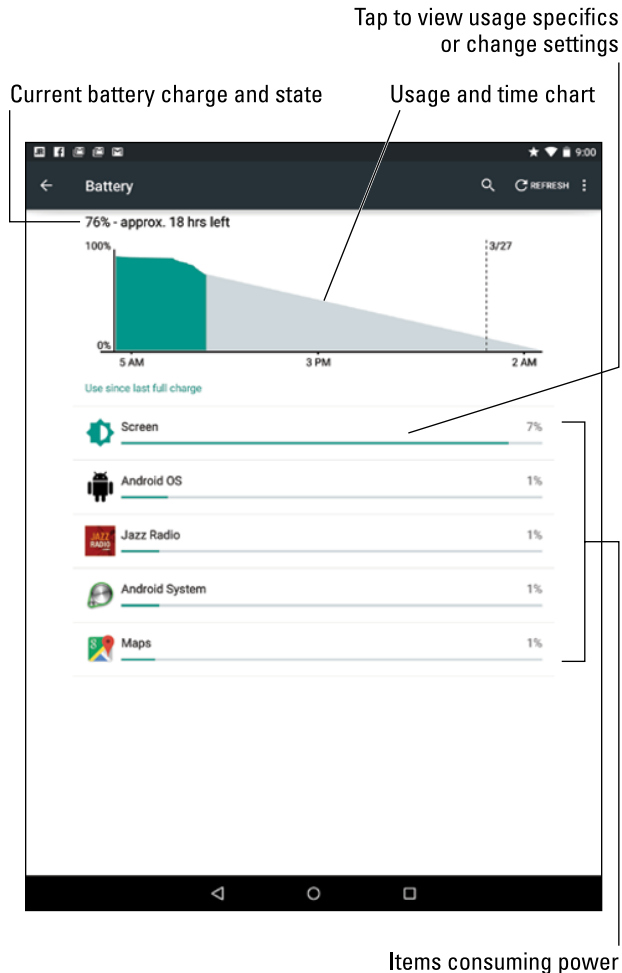 Tap to view usage specifics
or change settings
Current battery charge and state
Usage and time chart
9:00
Battery
REFRESH
76% - approx. 18 hrs left
100%
3/27
0%
5 AM
3 PM
2 AM
Use since last full charge
Screen
7%
Android OS
1%
JAZZ
RADIO
Jazz Radio
1%
Android System
1%
Maps
1%
Items consuming power